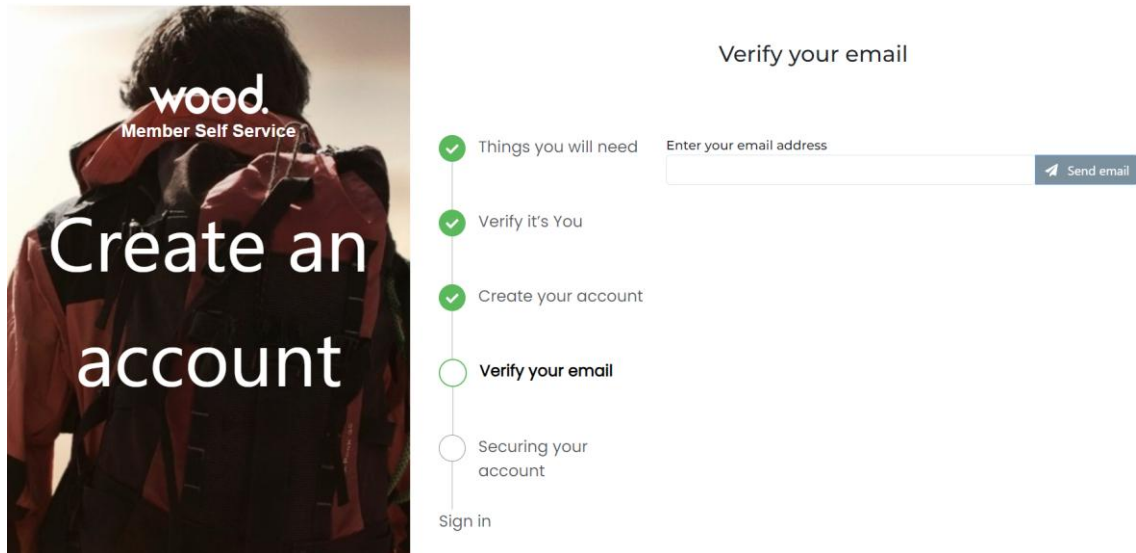 wood.
Member Self Service
Create an
account
Verify your email
Things you will need
Verify it’s You
Create your account
Verify your email
Securing your
account
Sign in
Enter your email address
Send email